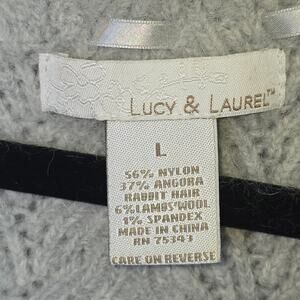 LUCY & LAUREL™
L
56% NYLON
37% ANGORA
RABBIT HAIR
6% LAMBS WOOL
1% SPANDEX
MADE IN CHINA
RN 75343
CARE ON REVERSE